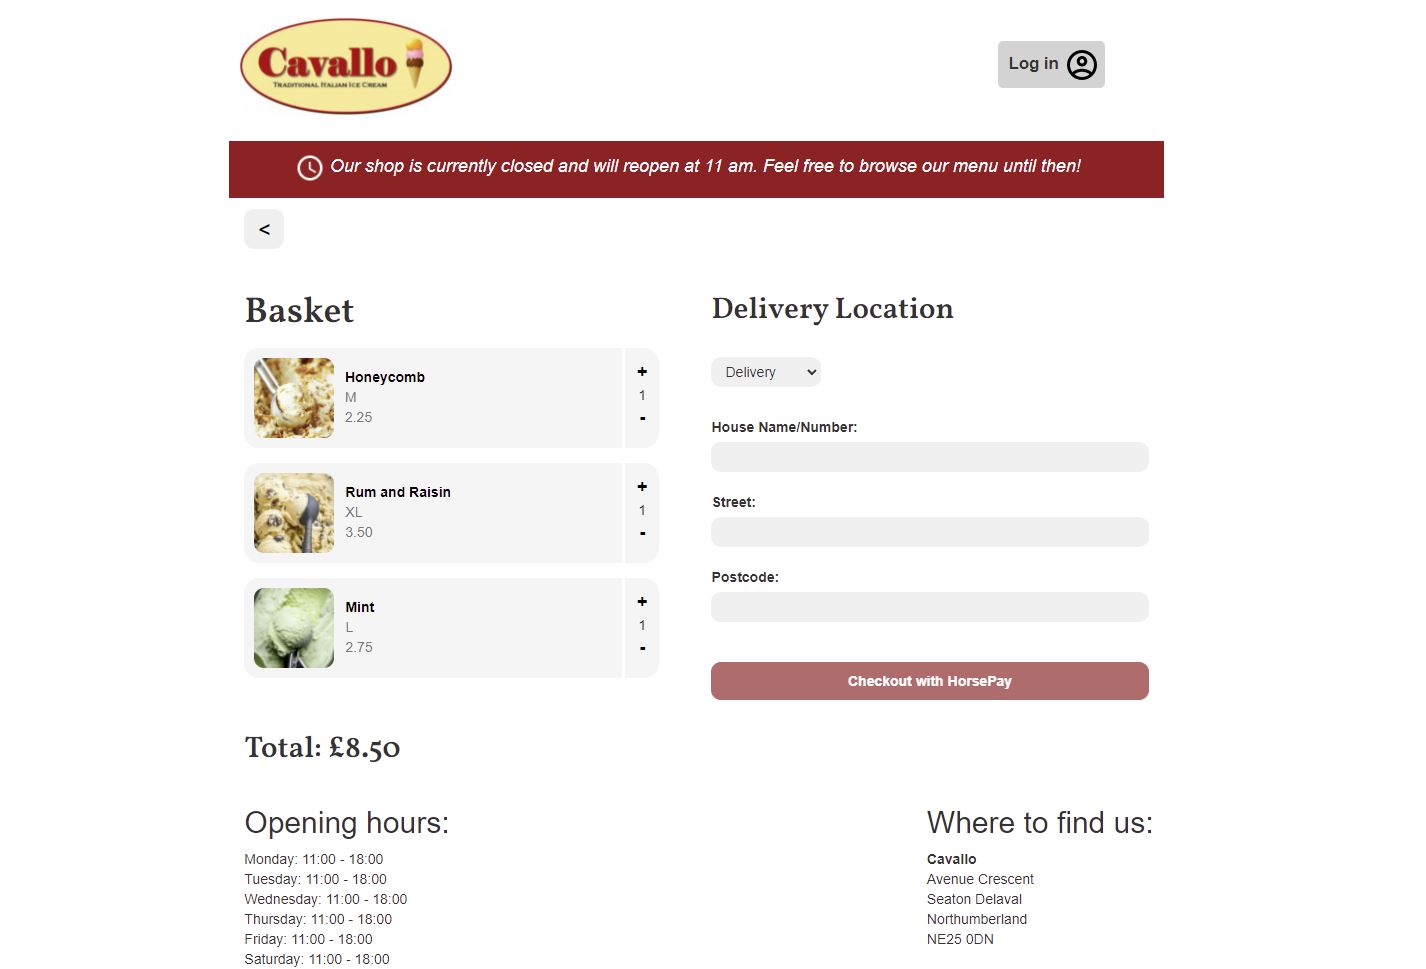 Cavallo
TRADITIONAL ITALIAN ICE CREAM
Log in
Our shop is currently closed and will reopen at 11 am. Feel free to browse our menu until then!
<
Basket
Honeycomb
M
2.25
+
1
-
Rum and Raisin
XL
3.50
+
1
-
Mint
L
2.75
+
1
-
Total: £8.50
Delivery Location
Delivery
House Name/Number:
Street:
Postcode:
Checkout with HorsePay
Opening hours:
Monday: 11:00 - 18:00
Tuesday: 11:00 - 18:00
Wednesday: 11:00 - 18:00
Thursday: 11:00 - 18:00
Friday: 11:00 - 18:00
Saturday: 11:00 - 18:00
Where to find us:
Cavallo
Avenue Crescent
Seaton Delaval
Northumberland
NE25 0DN